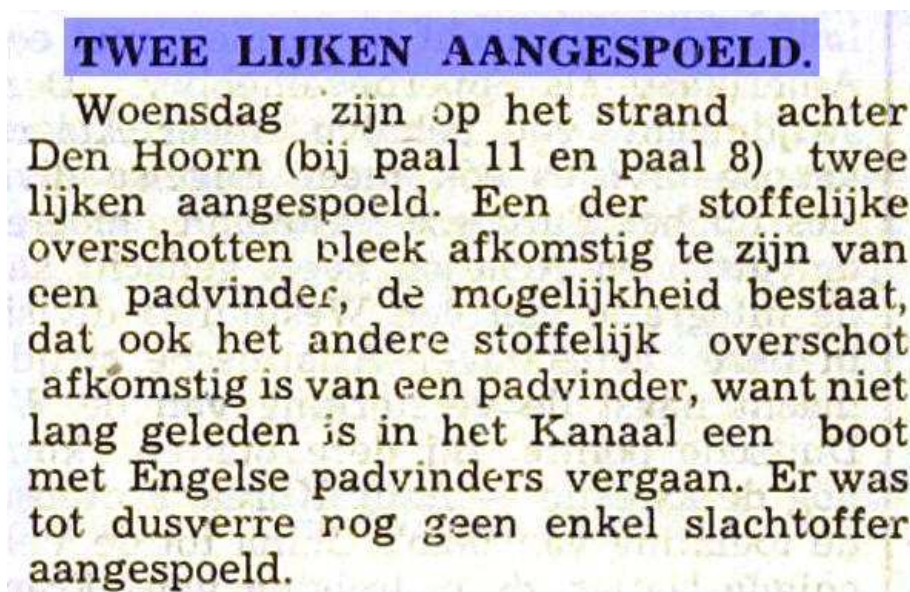 TWEE LIJKEN AANGESPOELD.
Woensdag zijn op het strand achter
Den Hoorn (bij paal 11 en paal 8) twee
lijken aangespoeld. Een der stoffelijke
overschotten bleek afkomstig te zijn van
een padvinder, de mogelijkheid bestaat,
dat ook het andere stoffelijk overschot
afkomstig is van een padvinder, want niet
lang geleden is in het Kanaal een boot
met Engelse padvinders vergaan. Er was
tot dusverre nog geen enkel slachtoffer
aangespoeld.